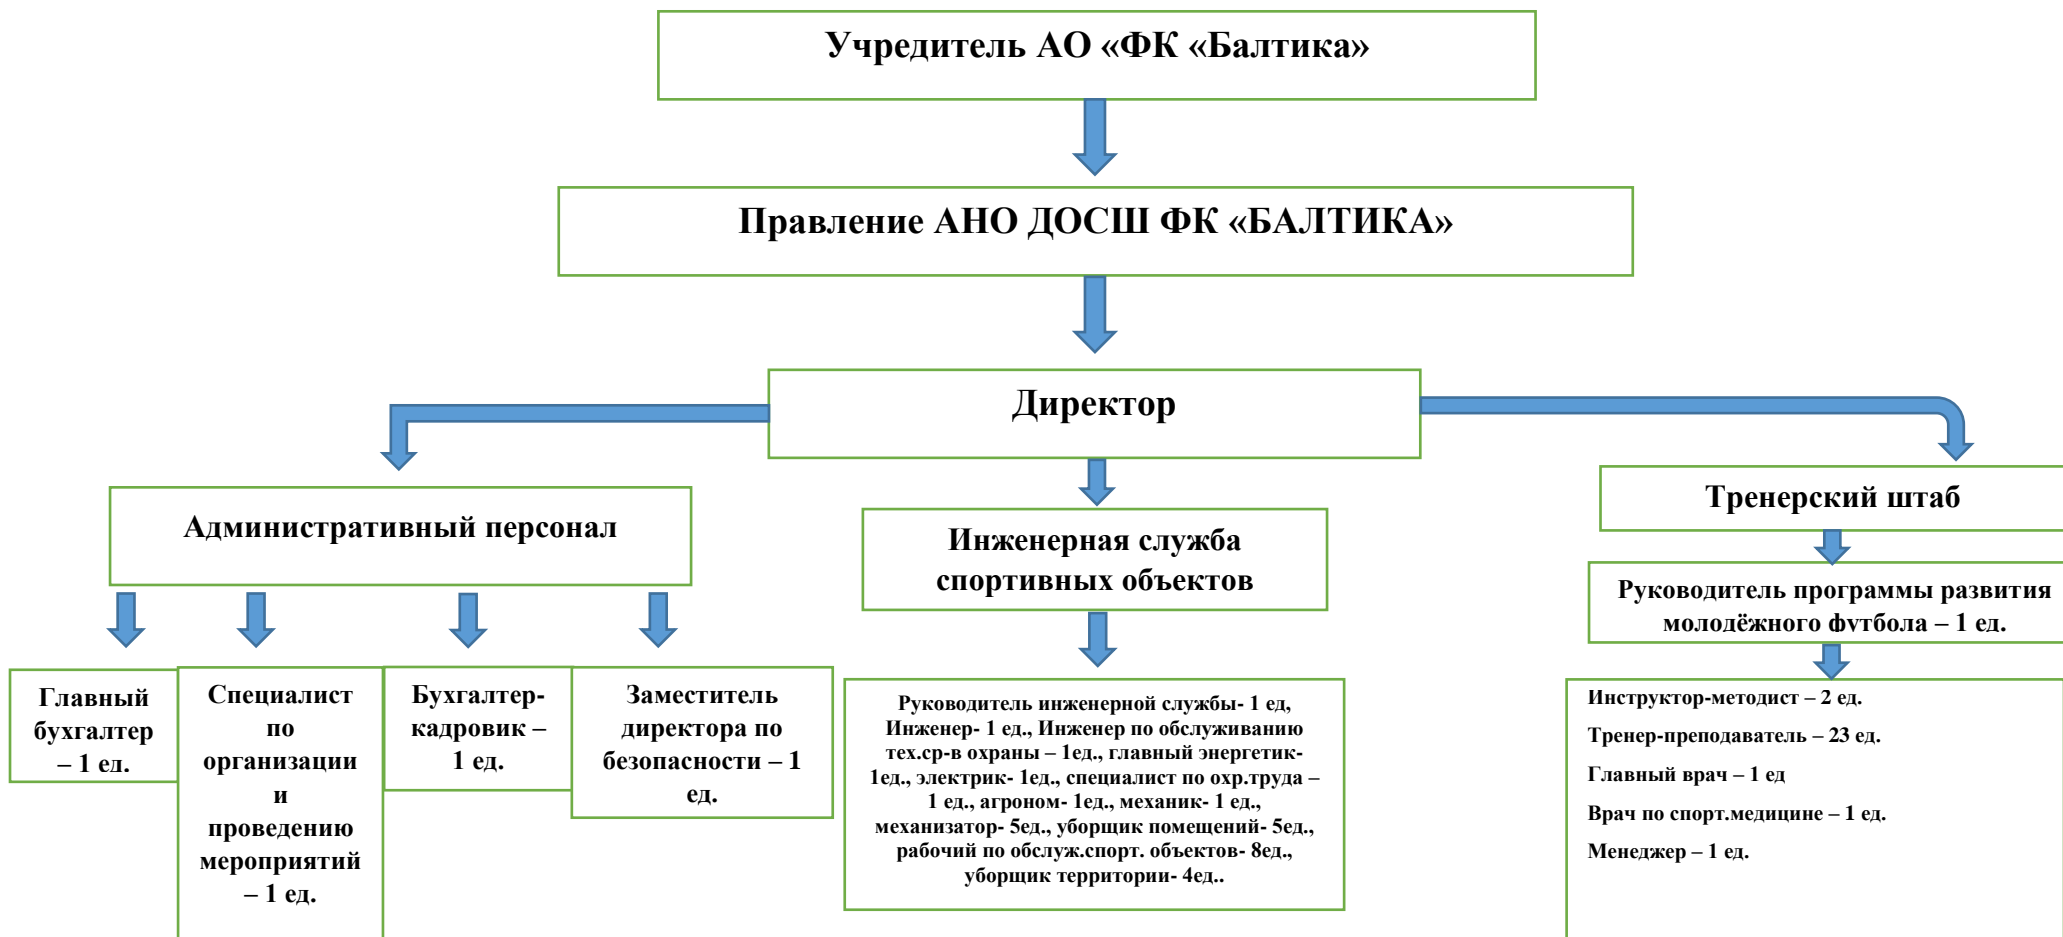 Учредитель АО «ФК «Балтика»
Правление АНО ДОСШ ФК «БАЛТИКА»
Директор
Административный персонал
Инженерная служба
спортивных объектов
Тренерский штаб
Руководитель программы развития
молодёжного футбола – 1 ед.
Главный
бухгалтер
– 1 ед.
Специалист
по
организации
и
проведению
мероприятий
– 1 ед.
Бухгалтер-
кадровик –
1 ед.
Заместитель
директора по
безопасности – 1
ед.
Руководитель инженерной службы- 1 ед,
Инженер- 1 ед., Инженер по обслуживанию
тех.ср-в охраны – 1ед., главный энергетик-
1ед., электрик- 1ед., специалист по охр.труда –
1 ед., агроном- 1ед., механик- 1 ед.,
механизатор- 5ед., уборщик помещений- 5ед.,
рабочий по обслуж.спорт. объектов- 8ед.,
уборщик территории- 4ед..
Инструктор-методист – 2 ед.
Тренер-преподаватель – 23 ед.
Главный врач – 1 ед
Врач по спорт.медицине – 1 ед.
Менеджер – 1 ед.